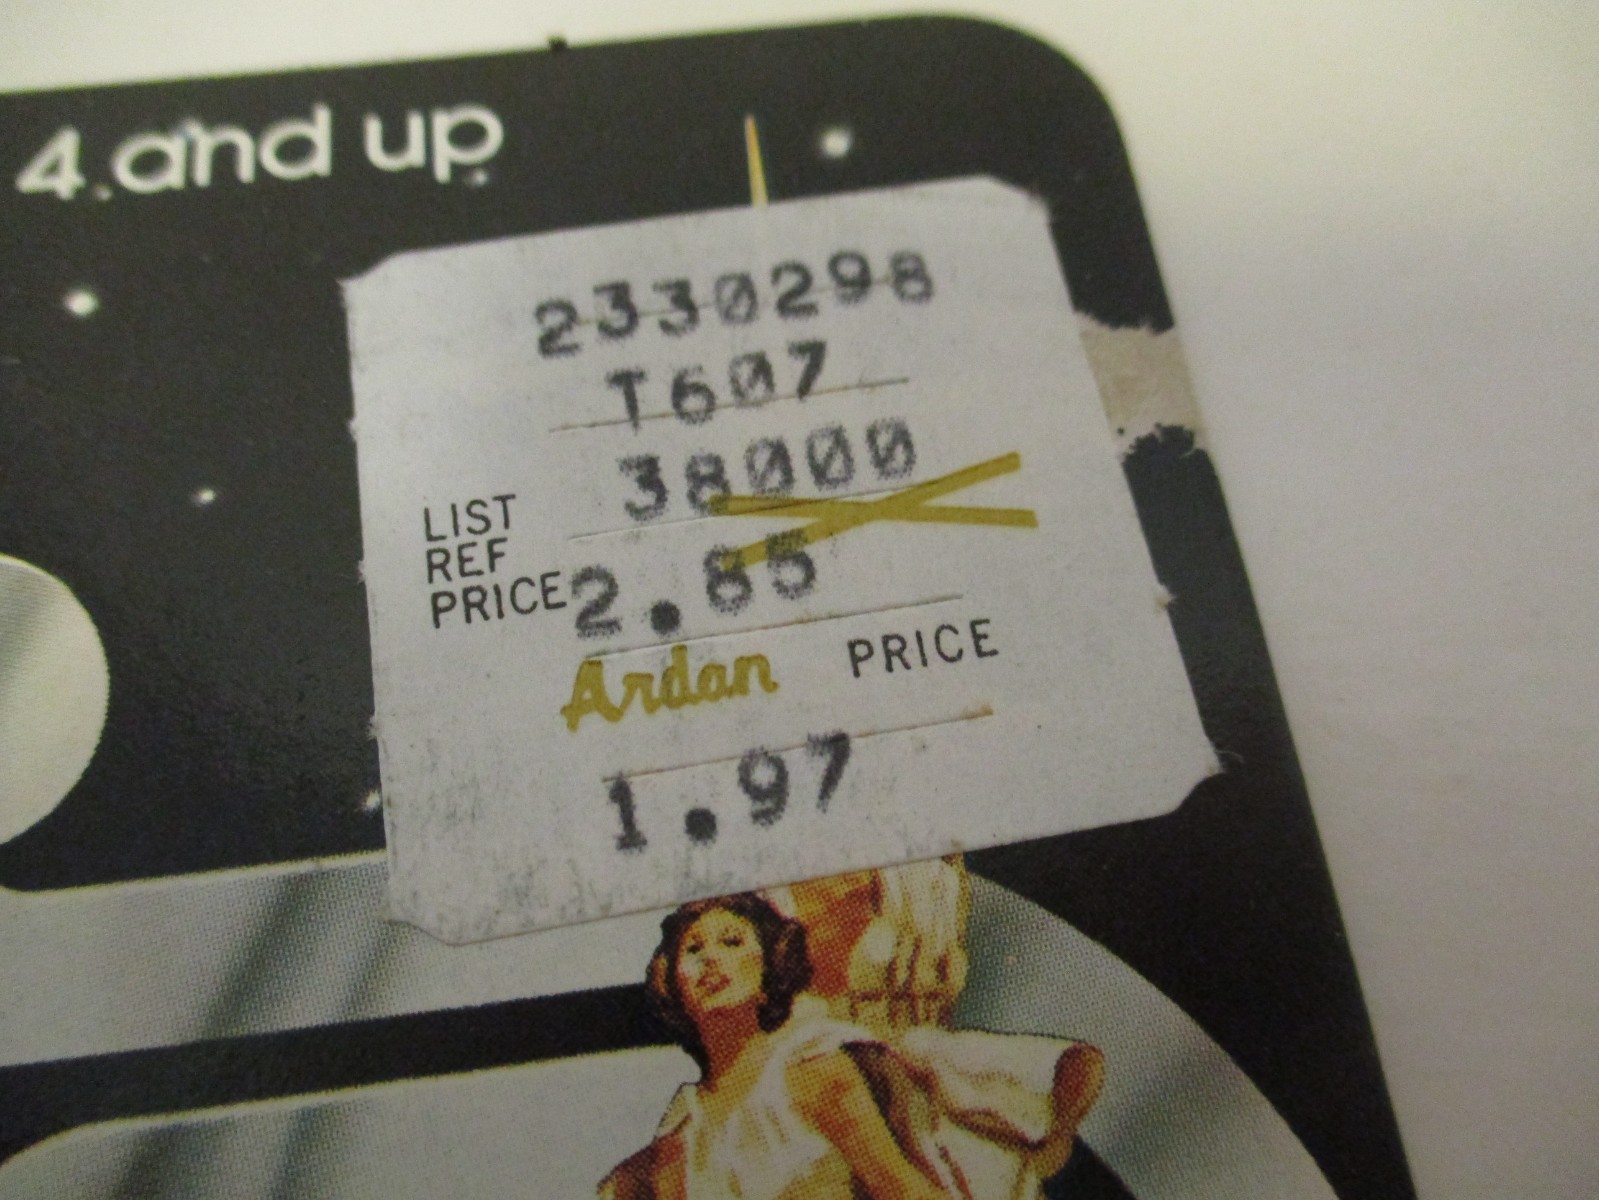 4 and up
2330298
T607
38000
LIST
REF
PRICE 2.85
Ardan PRICE
1.97